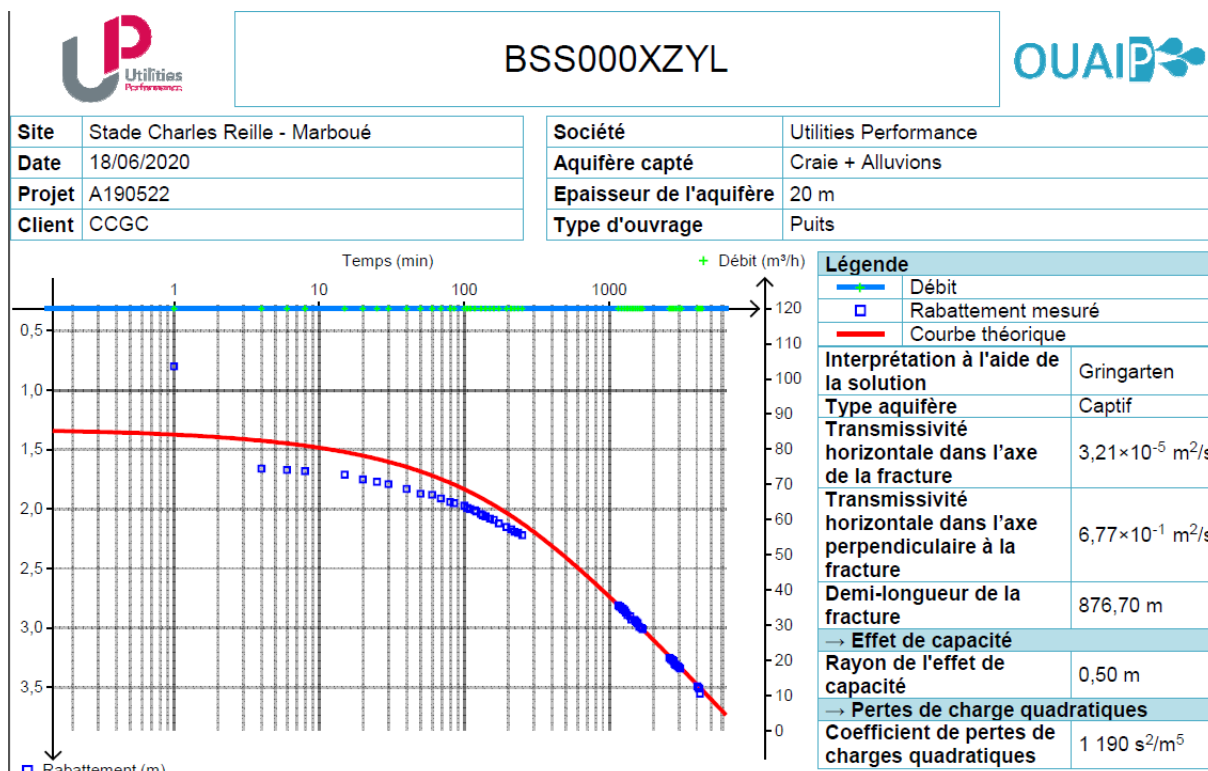 UP
Utilities
Performance
BSS000XZYL
OUAIP
Site Stade Charles Reille - Marboué
Date 18/06/2020
Projet A190522
Client CCGC
Société Utilities Performance
Aquifère capté Craie + Alluvions
Epaisseur de l'aquifère 20 m
Type d'ouvrage Puits
Temps (min)
+ Débit (m³/h)
1 10 100 1000
0,5
1,0
1,5
2,0
2,5
3,0
3,5
120
110
100
90
80
70
60
50
40
30
20
10
0
Rabattement (m)
Légende
Débit
Rabattement mesuré
Courbe théorique
Interprétation à l'aide de
la solution
Gringarten
Type aquifère Captif
Transmissivité
horizontale dans l'axe
de la fracture
3,21×10⁻⁵ m²/s
Transmissivité
horizontale dans l'axe
perpendiculaire à la
fracture
6,77×10⁻¹ m²/s
Demi-longueur de la
fracture
876,70 m
→ Effet de capacité
Rayon de l'effet de
capacité
0,50 m
→ Pertes de charge quadratiques
Coefficient de pertes de
charges quadratiques
1 190 s²/m⁵